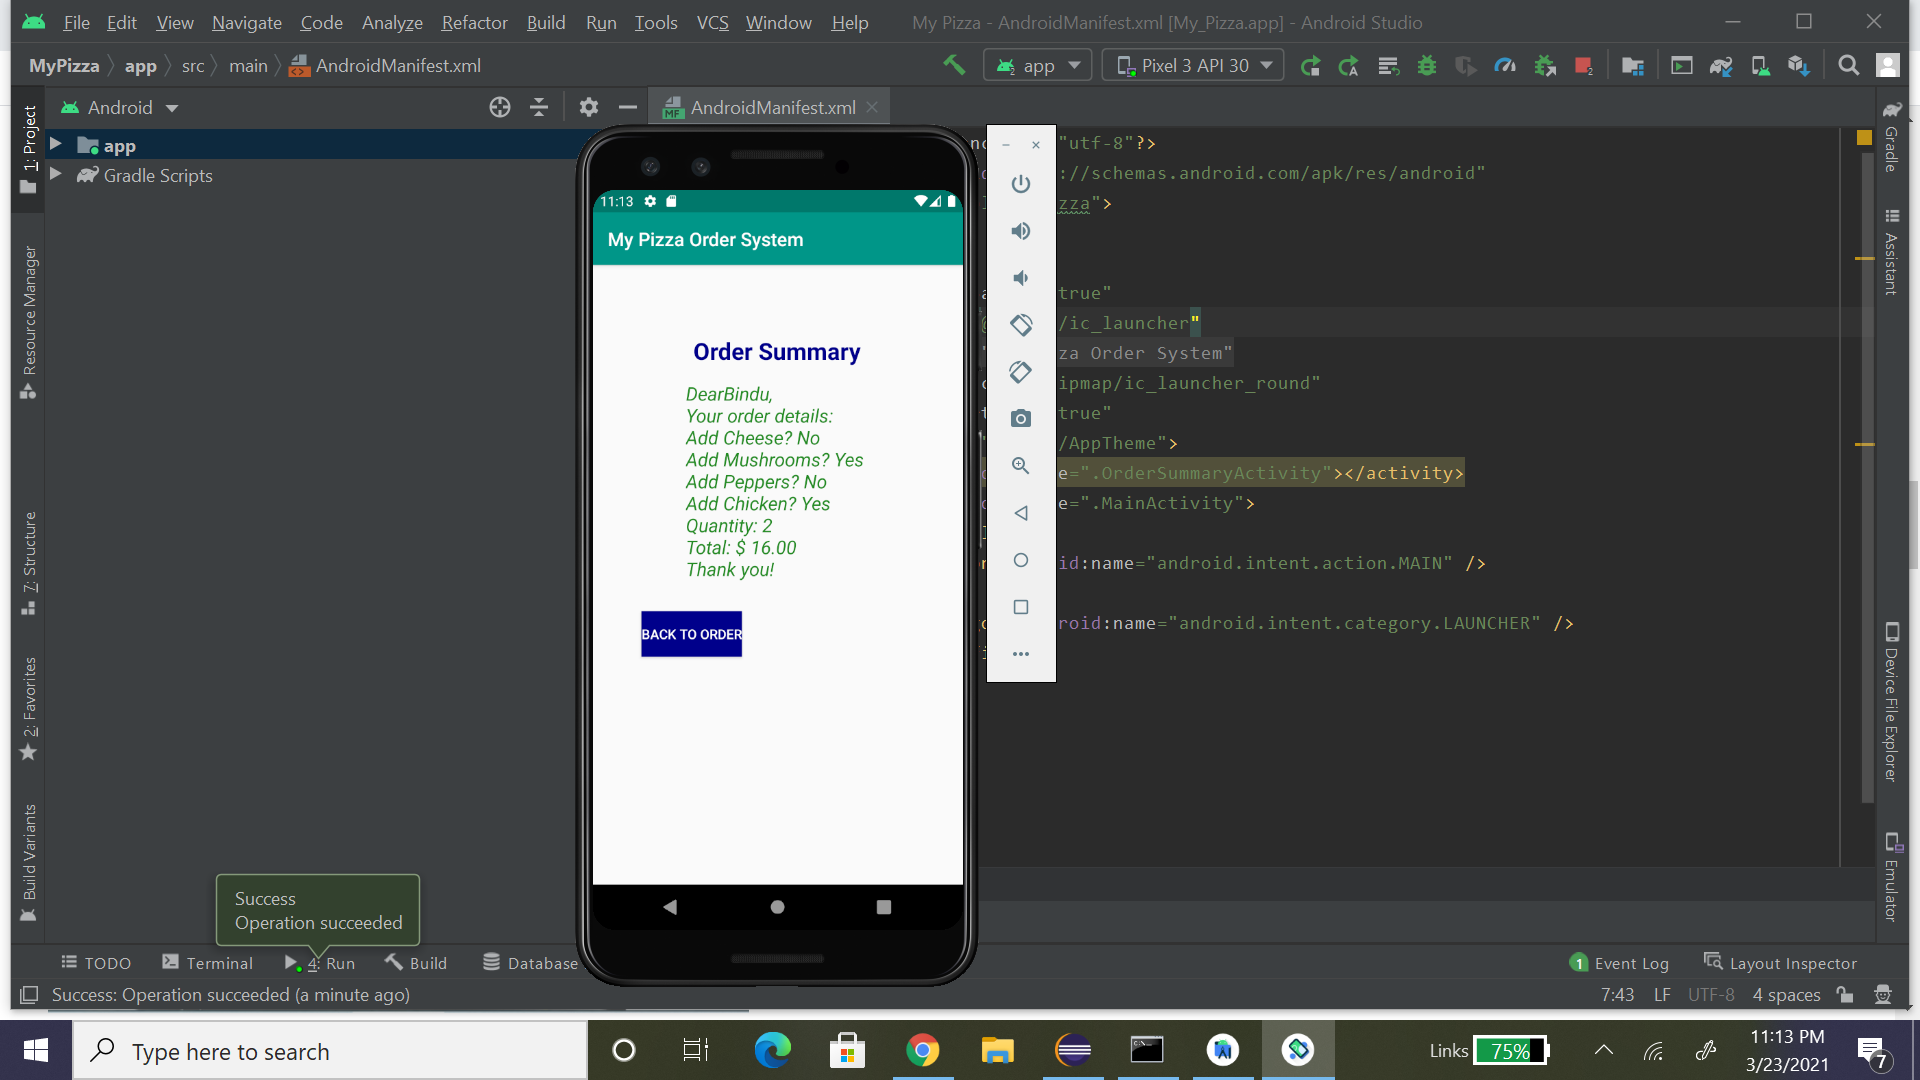 File Edit View Navigate Code Analyze Refactor Build Run Tools VCS Window Help My Pizza - AndroidManifest.xml [My_Pizza.app] - Android Studio
MyPizza app src main AndroidManifest.xml app Pixel 3 API 30
Android AndroidManifest.xml
1: Project
Resource Manager
7: Structure
2: Favorites
Build Variants
app
Gradle Scripts
"utf-8"?>
://schemas.android.com/apk/res/android"
zza">
true"
/ic_launcher"
za Order System"
ipmap/ic_launcher_round"
true"
/AppTheme">
e=".OrderSummaryActivity"></activity>
e=".MainActivity">
id:name="android.intent.action.MAIN" />
roid:name="android.intent.category.LAUNCHER" />
11:13
My Pizza Order System
Order Summary
DearBindu,
Your order details:
Add Cheese? No
Add Mushrooms? Yes
Add Peppers? No
Add Chicken? Yes
Quantity: 2
Total: $ 16.00
Thank you!
BACK TO ORDER
Gradle
Assistant
Device File Explorer
Emulator
Success
Operation succeeded
TODO Terminal 4: Run Build Database 1 Event Log Layout Inspector
Success: Operation succeeded (a minute ago) 7:43 LF UTF-8 4 spaces
Type here to search Links 75% 11:13 PM
3/23/2021 7